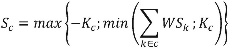 S_c = max{−K_c; min(∑_{k∈c} WS_k ; K_c)}